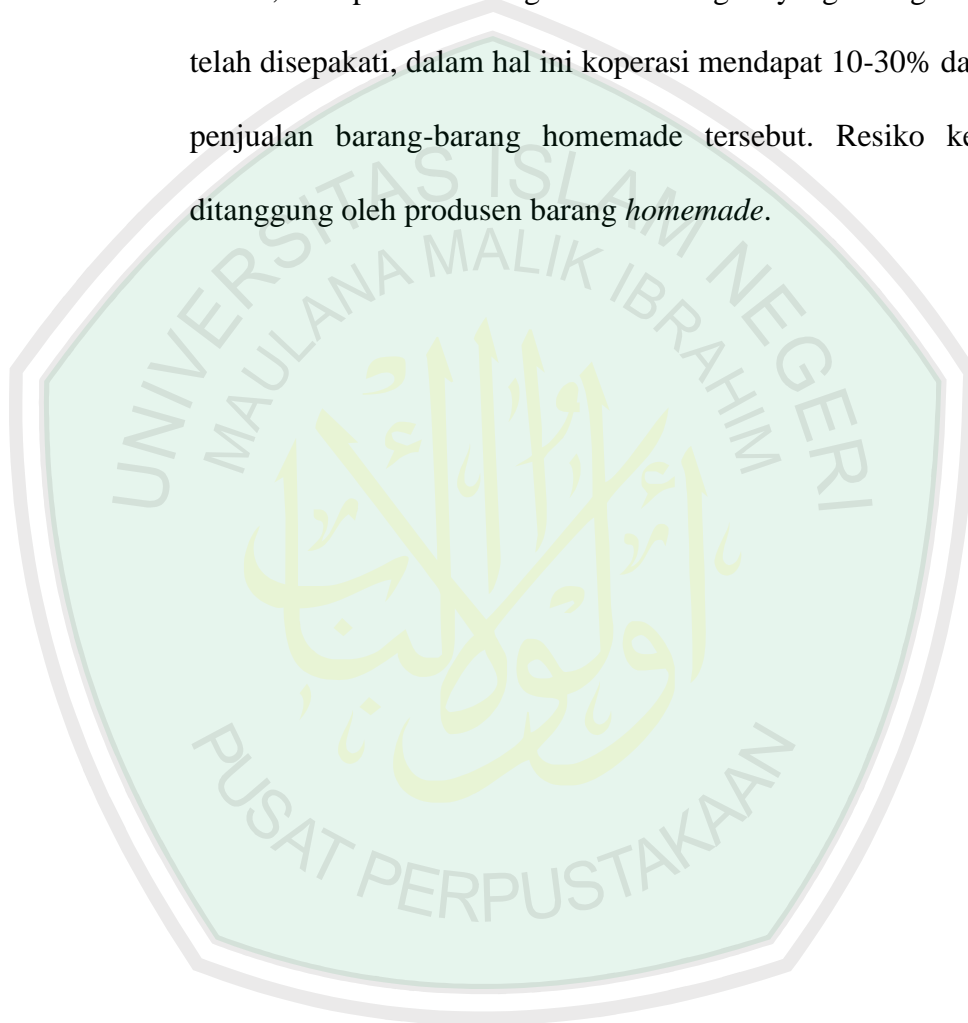 telah disepakati, dalam hal ini koperasi mendapat 10-30% da
penjualan barang-barang homemade tersebut. Resiko ke
ditanggung oleh produsen barang homemade.
UNIVERSITAS ISLAM NEGERI
MAULANA MALIK IBRAHIM
أولوا الألباب
PUSAT PERPUSTAKAAN